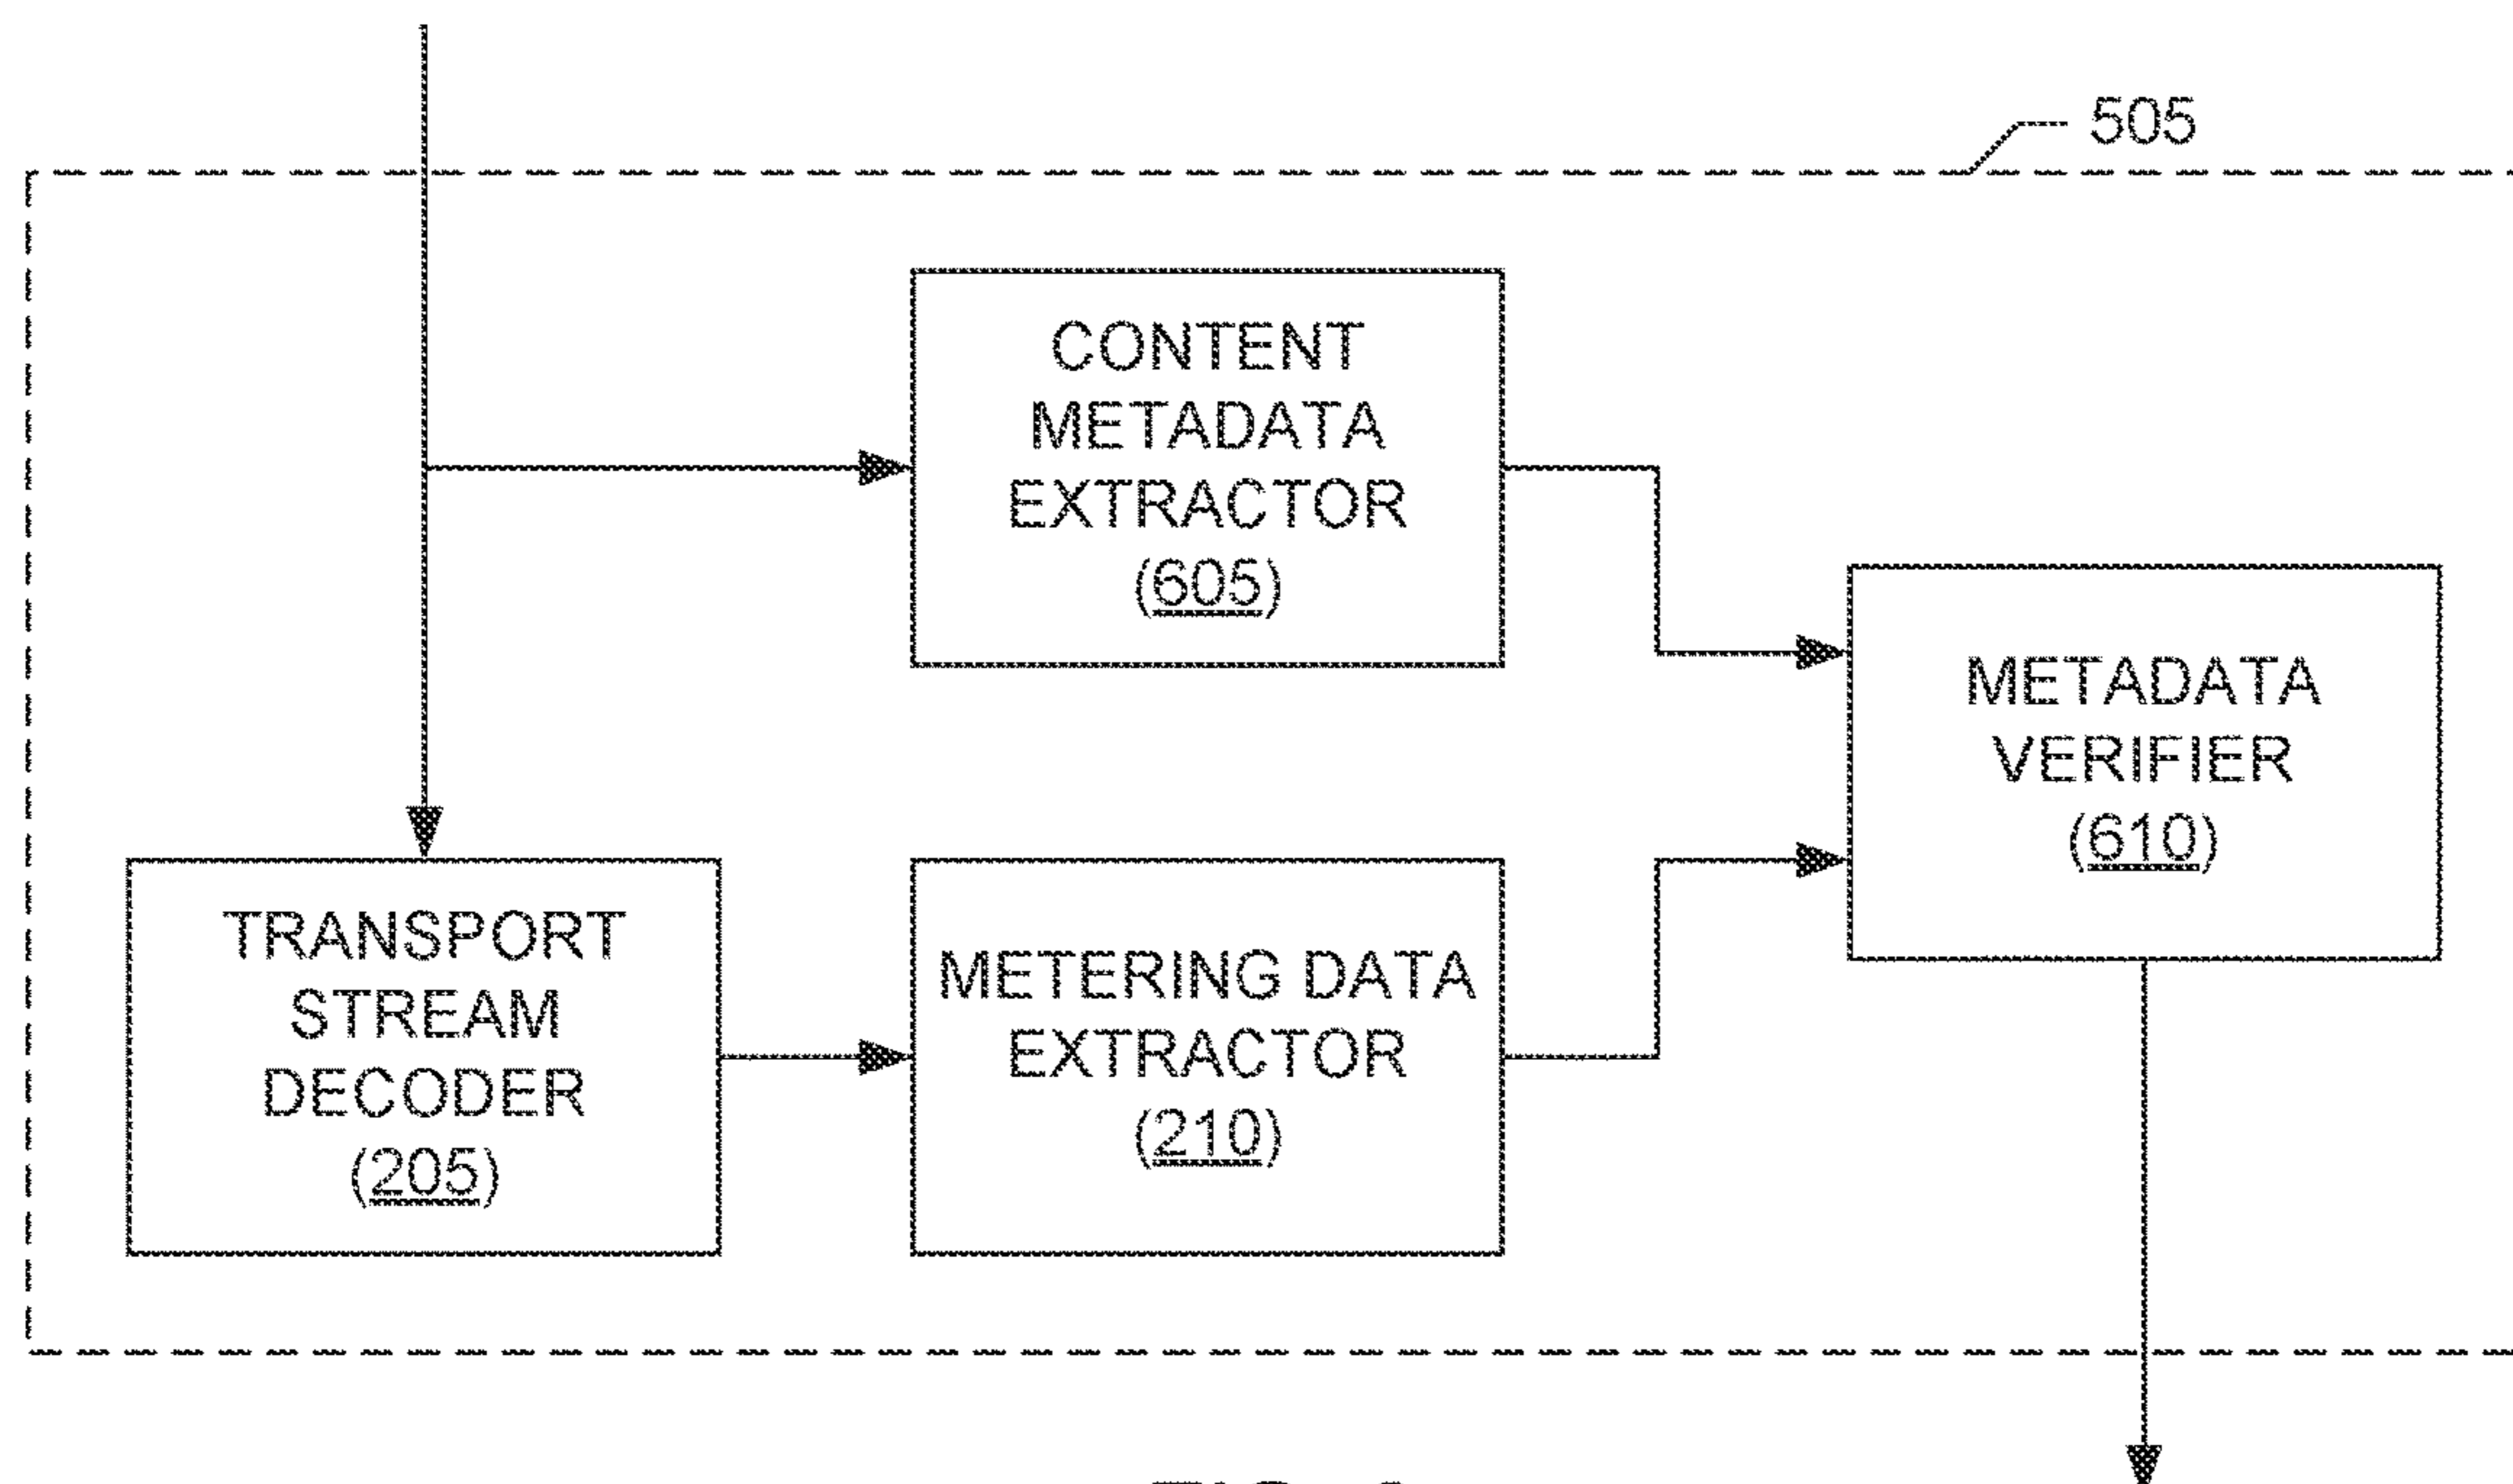 505
CONTENT
METADATA
EXTRACTOR
(605)
METADATA
VERIFIER
(610)
TRANSPORT
STREAM
DECODER
(205)
METERING DATA
EXTRACTOR
(210)